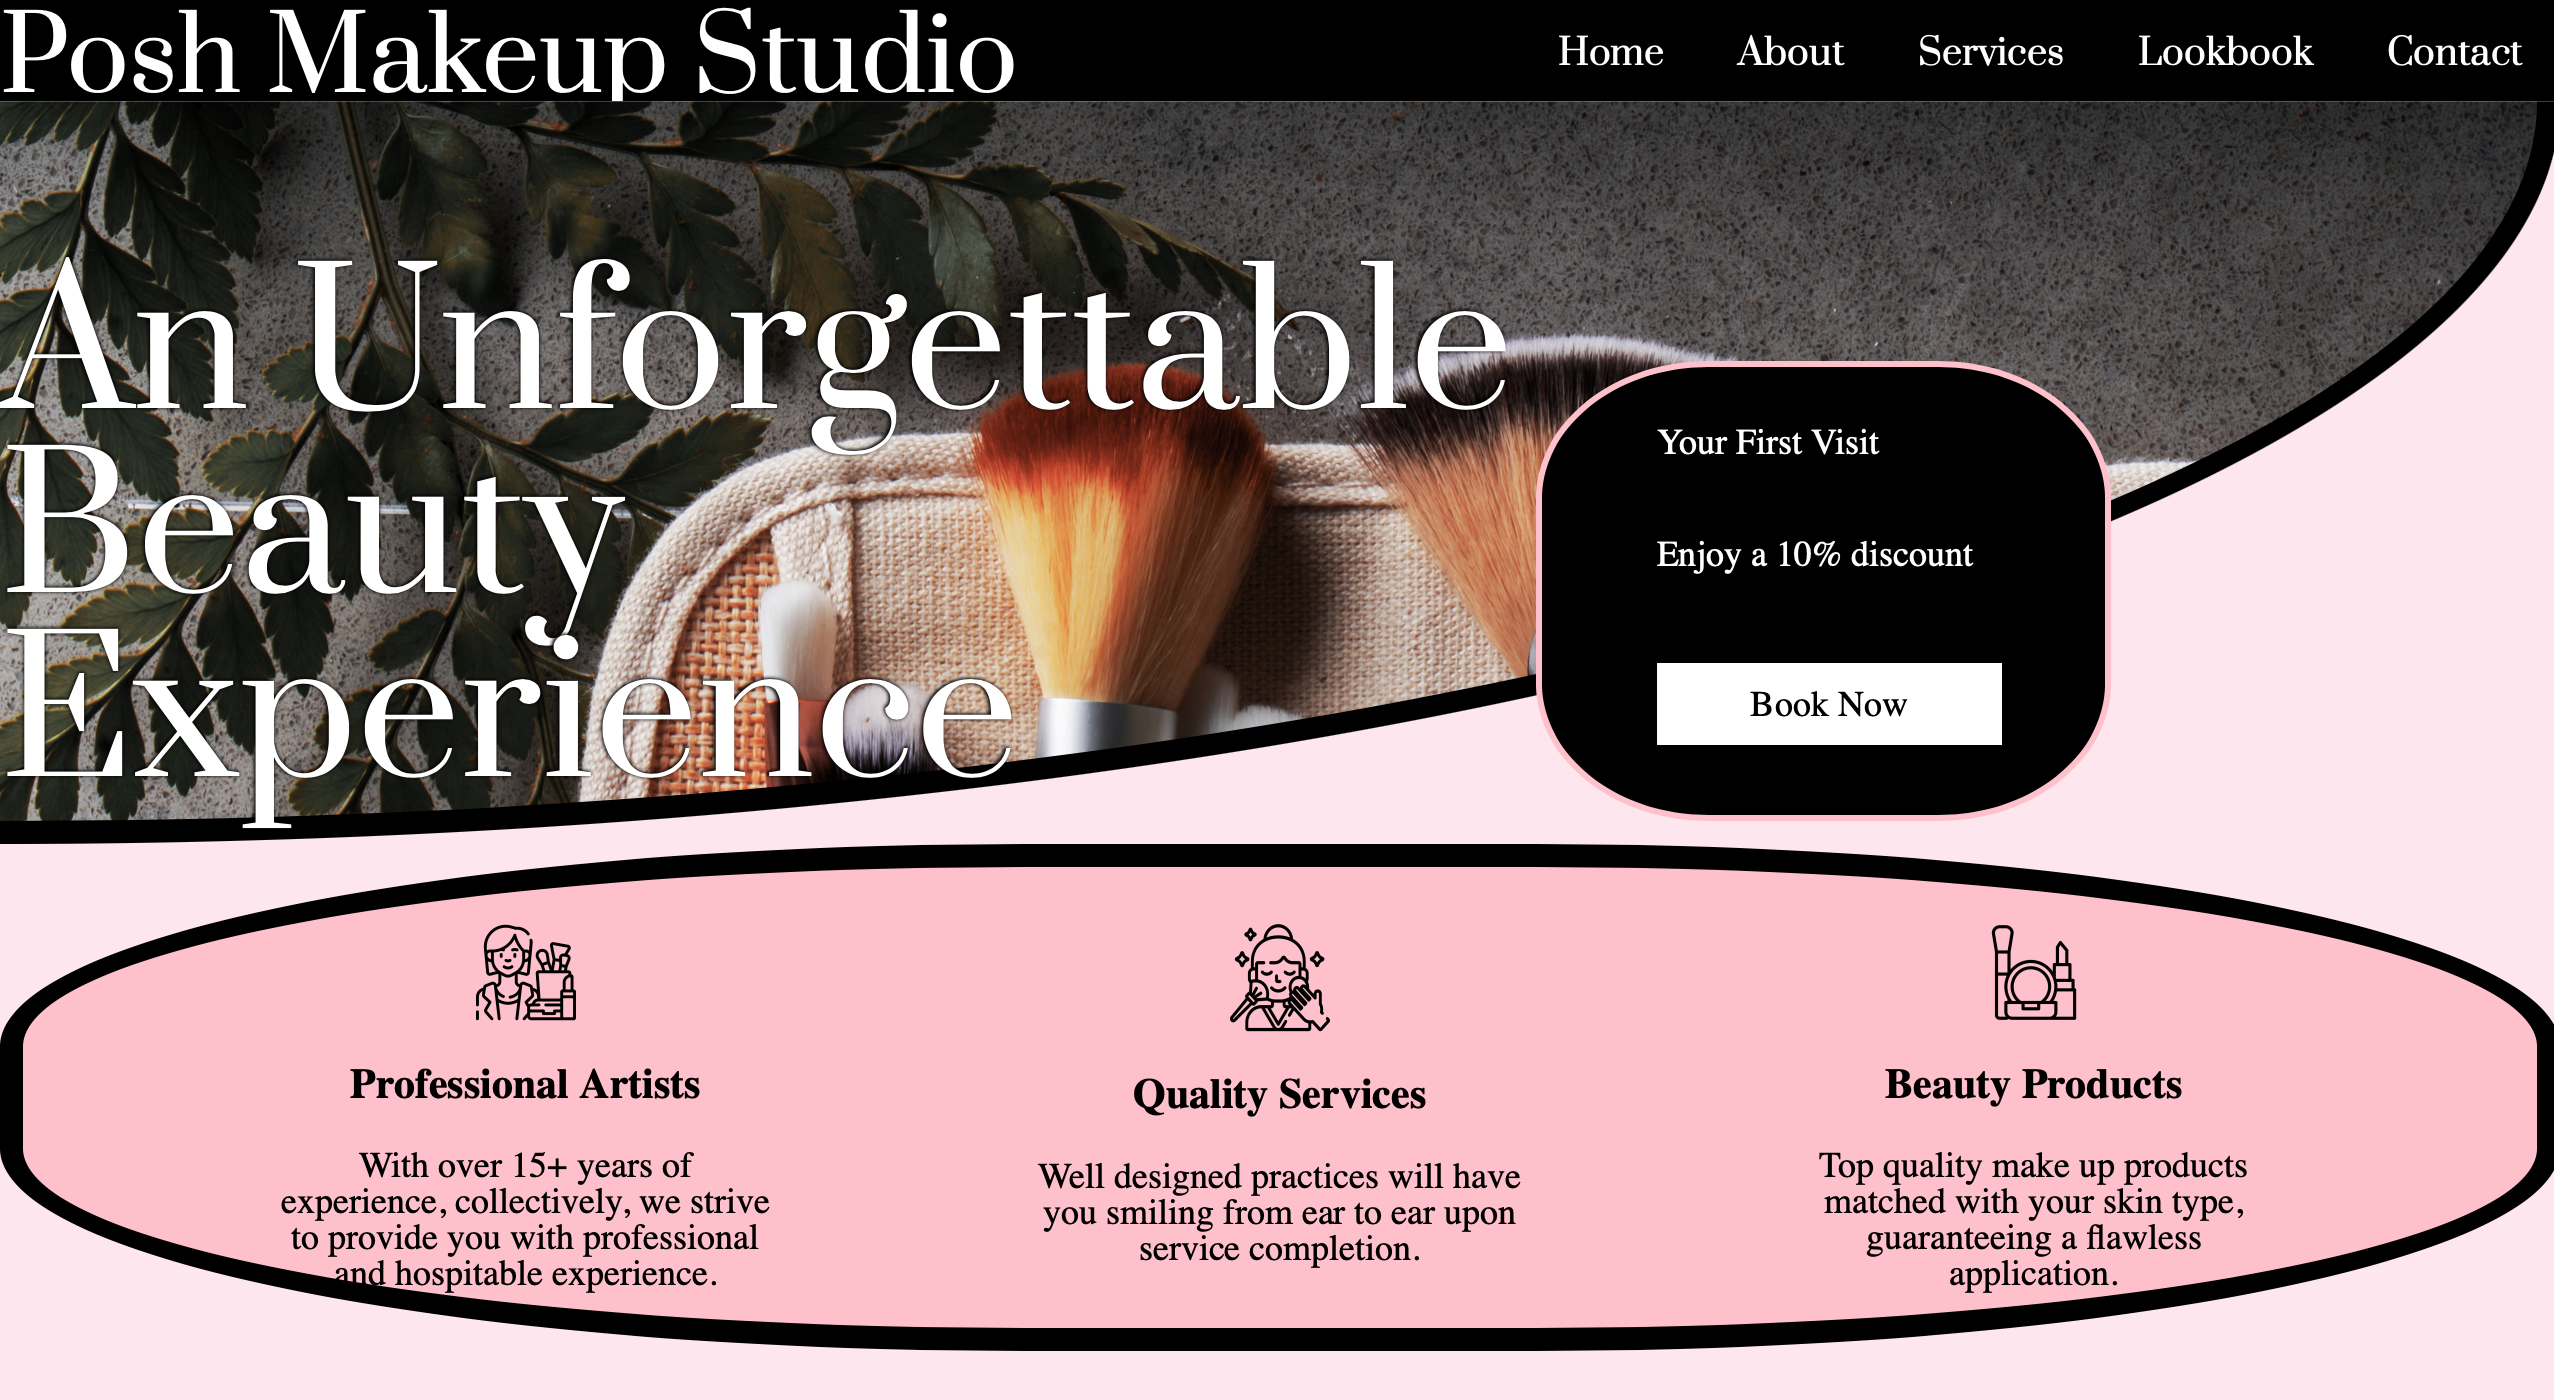 Posh Makeup Studio
Home About Services Lookbook Contact
An Unforgettable
Beauty
Experience
Your First Visit
Enjoy a 10% discount
Book Now
Professional Artists
With over 15+ years of
experience, collectively, we strive
to provide you with professional
and hospitable experience.
Quality Services
Well designed practices will have
you smiling from ear to ear upon
service completion.
Beauty Products
Top quality make up products
matched with your skin type,
guaranteeing a flawless
application.